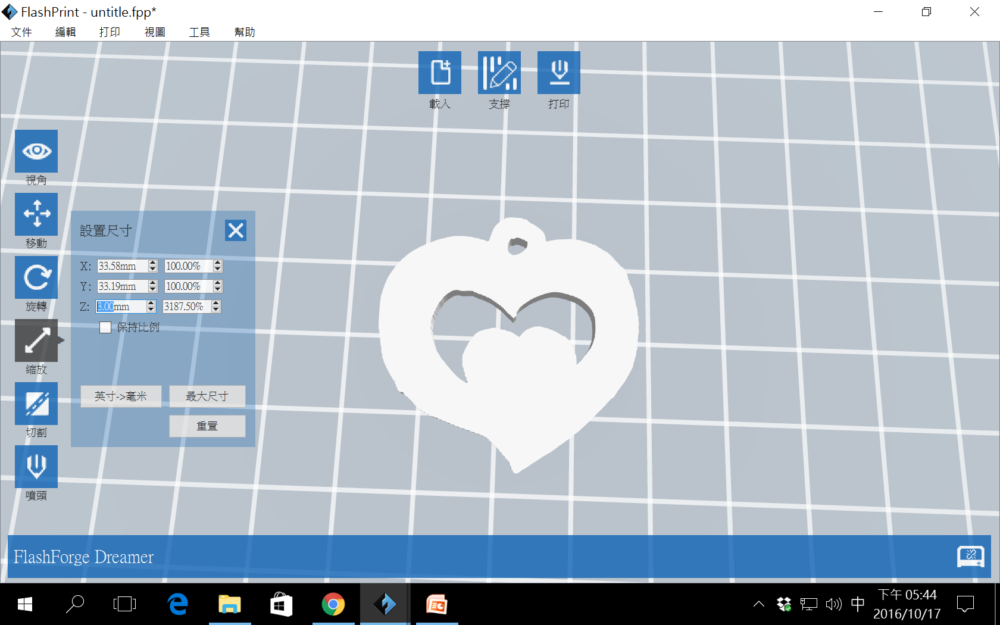 FlashPrint - untitle.fpp*
文件 編輯 打印 視圖 工具 幫助
載入 支撐 打印
視角
移動
旋轉
縮放
切割
噴頭
設置尺寸
X: 33.58mm 100.00%
Y: 33.19mm 100.00%
Z: 3.00mm 3187.50%
保持比例
英寸->毫米 最大尺寸
重置
FlashForge Dreamer
中
下午 05:44
2016/10/17